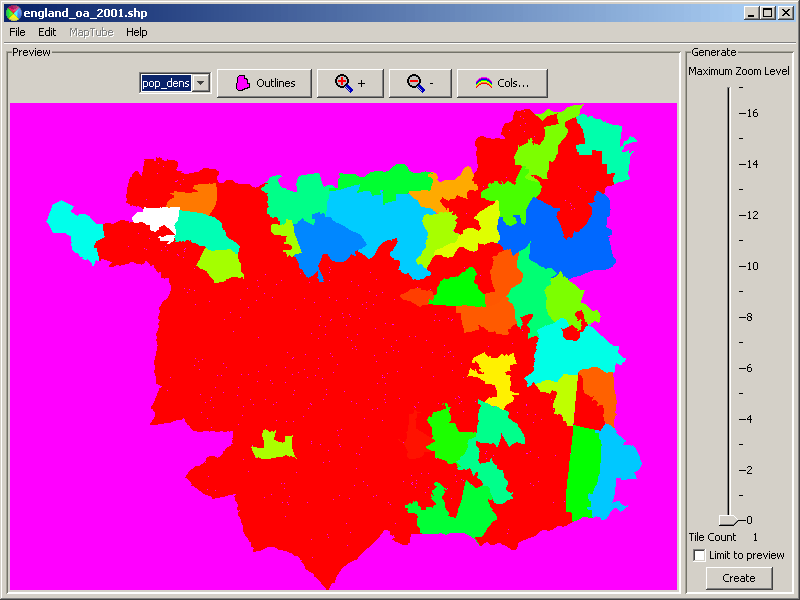 england_oa_2001.shp
File Edit MapTube Help
Preview
pop_dens Outlines + - Cols...
Generate
Maximum Zoom Level
16
14
12
10
8
6
4
2
0
Tile Count 1
Limit to preview
Create